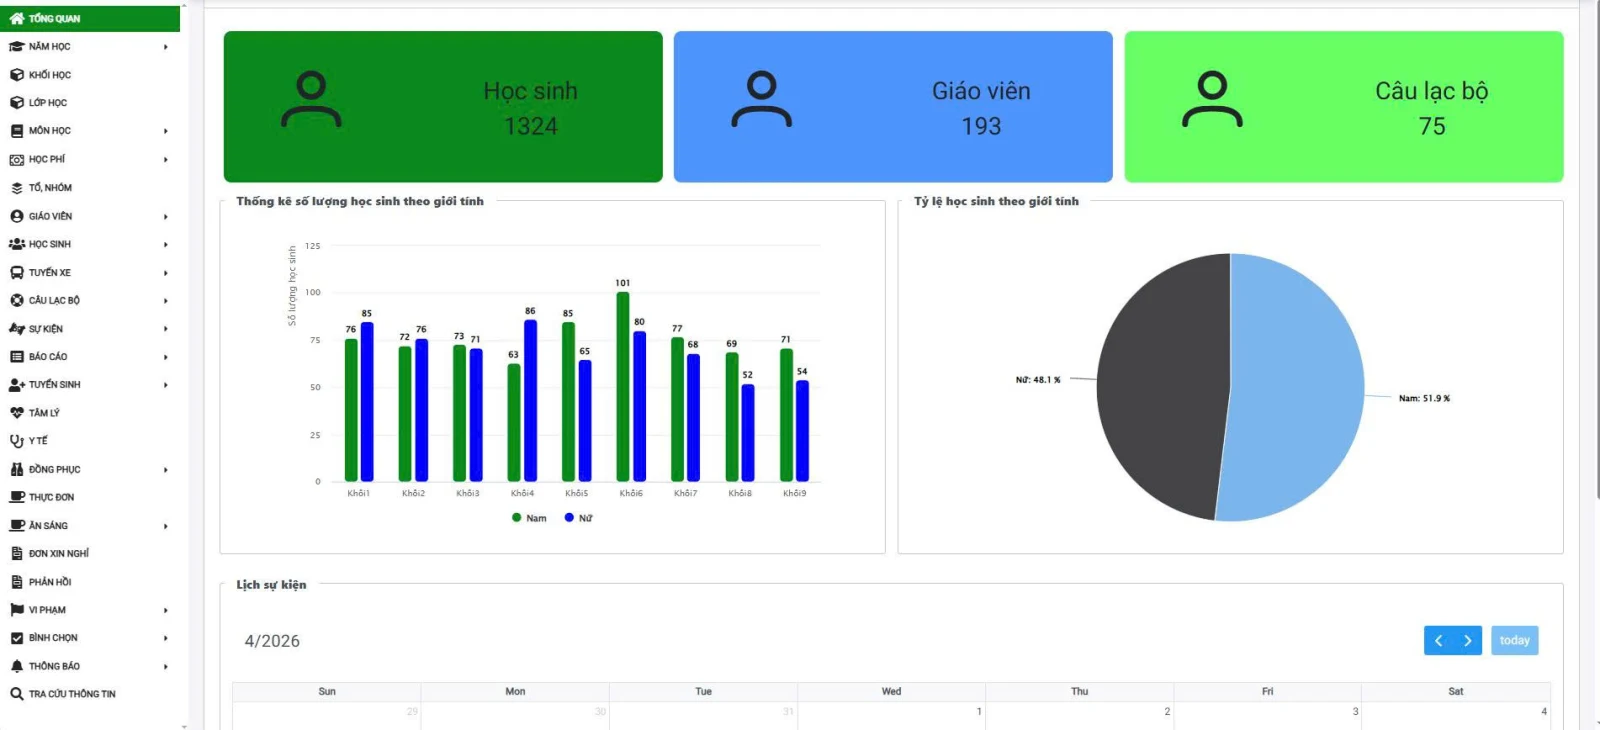 TỔNG QUAN
NĂM HỌC
KHỐI HỌC
LỚP HỌC
MÔN HỌC
HỌC PHÍ
TỔ, NHÓM
GIÁO VIÊN
HỌC SINH
TUYẾN XE
CÂU LẠC BỘ
SỰ KIỆN
BÁO CÁO
TUYỂN SINH
TÂM LÝ
Y TẾ
ĐỒNG PHỤC
THỰC ĐƠN
ĂN SÁNG
ĐƠN XIN NGHỈ
PHẢN HỒI
VI PHẠM
BÌNH CHỌN
THÔNG BÁO
TRA CỨU THÔNG TIN
Học sinh
1324
Giáo viên
193
Câu lạc bộ
75
Thống kê số lượng học sinh theo giới tính
Số lượng học sinh
125
100
75
50
25
0
76 85
72 76
73 71
63 86
85 65
101 80
77 68
69 52
71 54
Khối1 Khối2 Khối3 Khối4 Khối5 Khối6 Khối7 Khối8 Khối9
Nam Nữ
Tỷ lệ học sinh theo giới tính
Nữ: 48.1 %
Nam: 51.9 %
Lịch sự kiện
4/2026
today
Sun Mon Tue Wed Thu Fri Sat
29 30 31 1 2 3 4